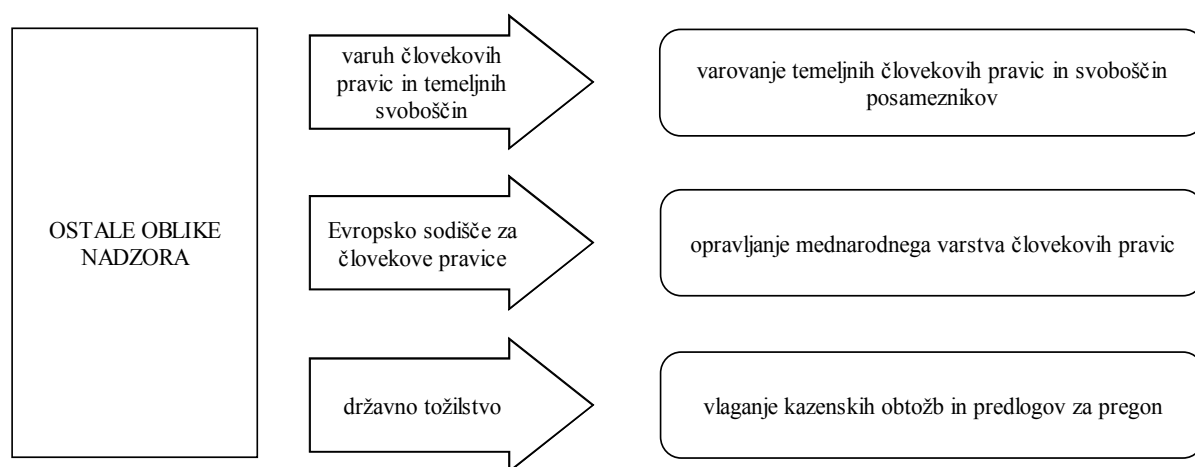 OSTALE OBLIKE
NADZORA
varuh človekovih
pravic in temeljnih
svoboščin
varovanje temeljnih človekovih pravic in svoboščin
posameznikov
Evropsko sodišče za
človekove pravice
opravljanje mednarodnega varstva človekovih pravic
državno tožilstvo
vlaganje kazenskih obtožb in predlogov za pregon